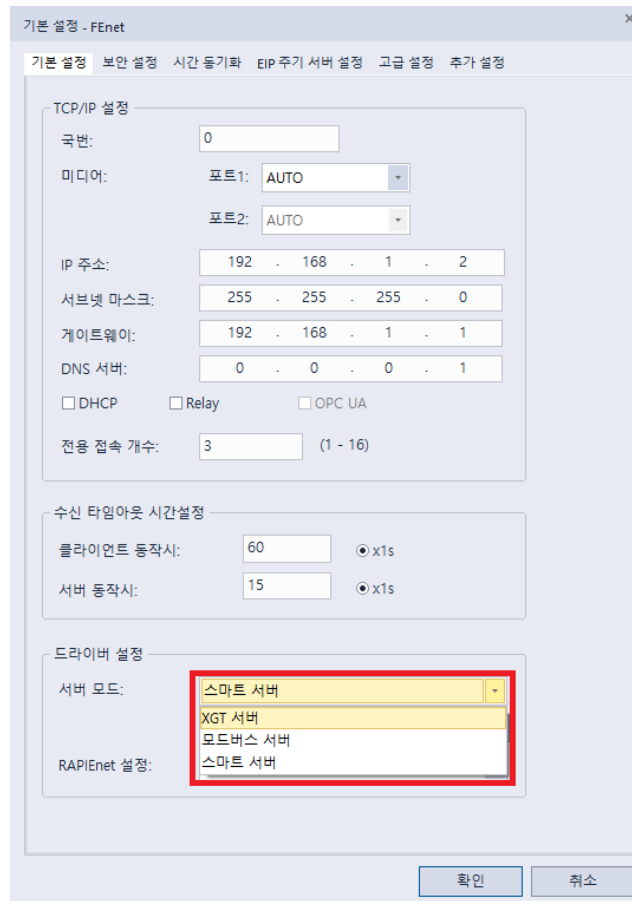 기본 설정 - FEnet
기본 설정 보안 설정 시간 동기화 EIP 주기 서버 설정 고급 설정 추가 설정
TCP/IP 설정
국번: 0
미디어: 포트1: AUTO
포트2: AUTO
IP 주소: 192 . 168 . 1 . 2
서브넷 마스크: 255 . 255 . 255 . 0
게이트웨이: 192 . 168 . 1 . 1
DNS 서버: 0 . 0 . 0 . 1
DHCP Relay OPC UA
전용 접속 개수: 3 (1 - 16)
수신 타임아웃 시간설정
클라이언트 동작시: 60 x1s
서버 동작시: 15 x1s
드라이버 설정
서버 모드: 스마트 서버
XGT 서버
모드버스 서버
RAPIEnet 설정: 스마트 서버
확인 취소